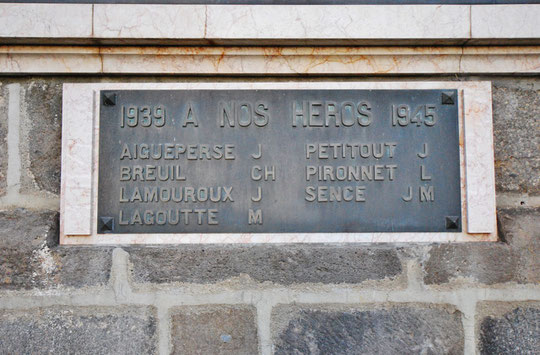 1939 A NOS HEROS 1945
AIGUEPERSE J
BREUIL CH
LAMOUROUX J
LAGOUTTE M
PETITOUT J
PIRONNET L
SENCE J M